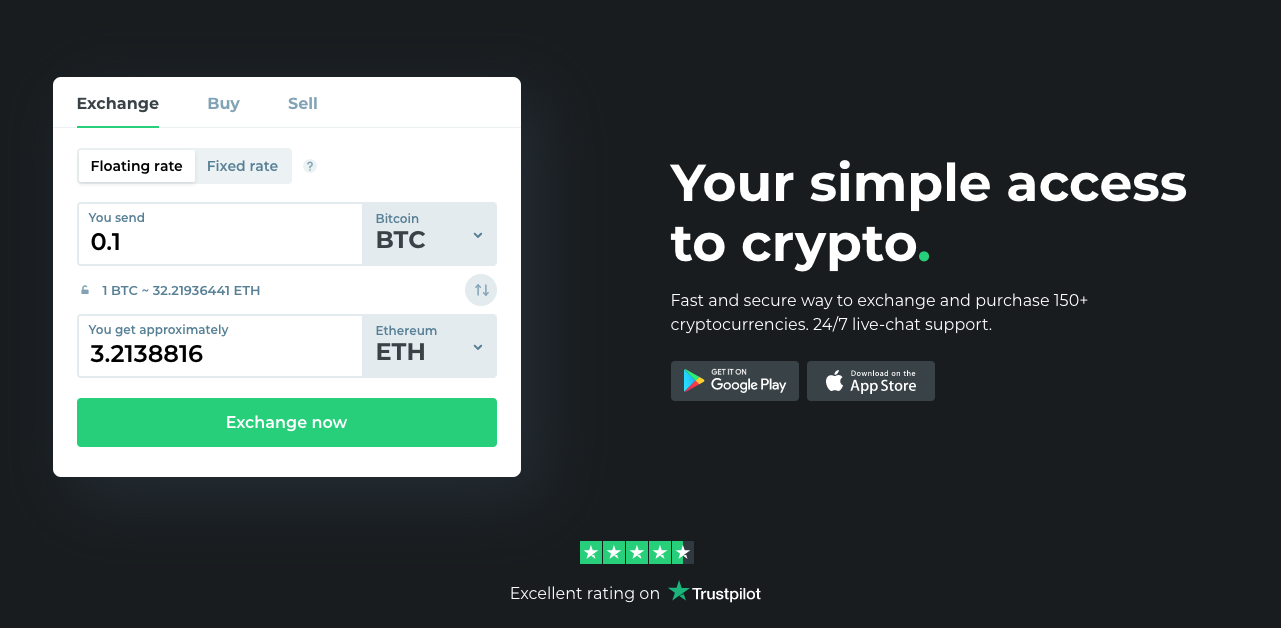 Exchange Buy Sell
Floating rate Fixed rate ?
You send
0.1
Bitcoin
BTC
1 BTC ~ 32.21936441 ETH
You get approximately
3.2138816
Ethereum
ETH
Exchange now
Your simple access
to crypto.
Fast and secure way to exchange and purchase 150+
cryptocurrencies. 24/7 live-chat support.
GET IT ON
Google Play
Download on the
App Store
Excellent rating on Trustpilot